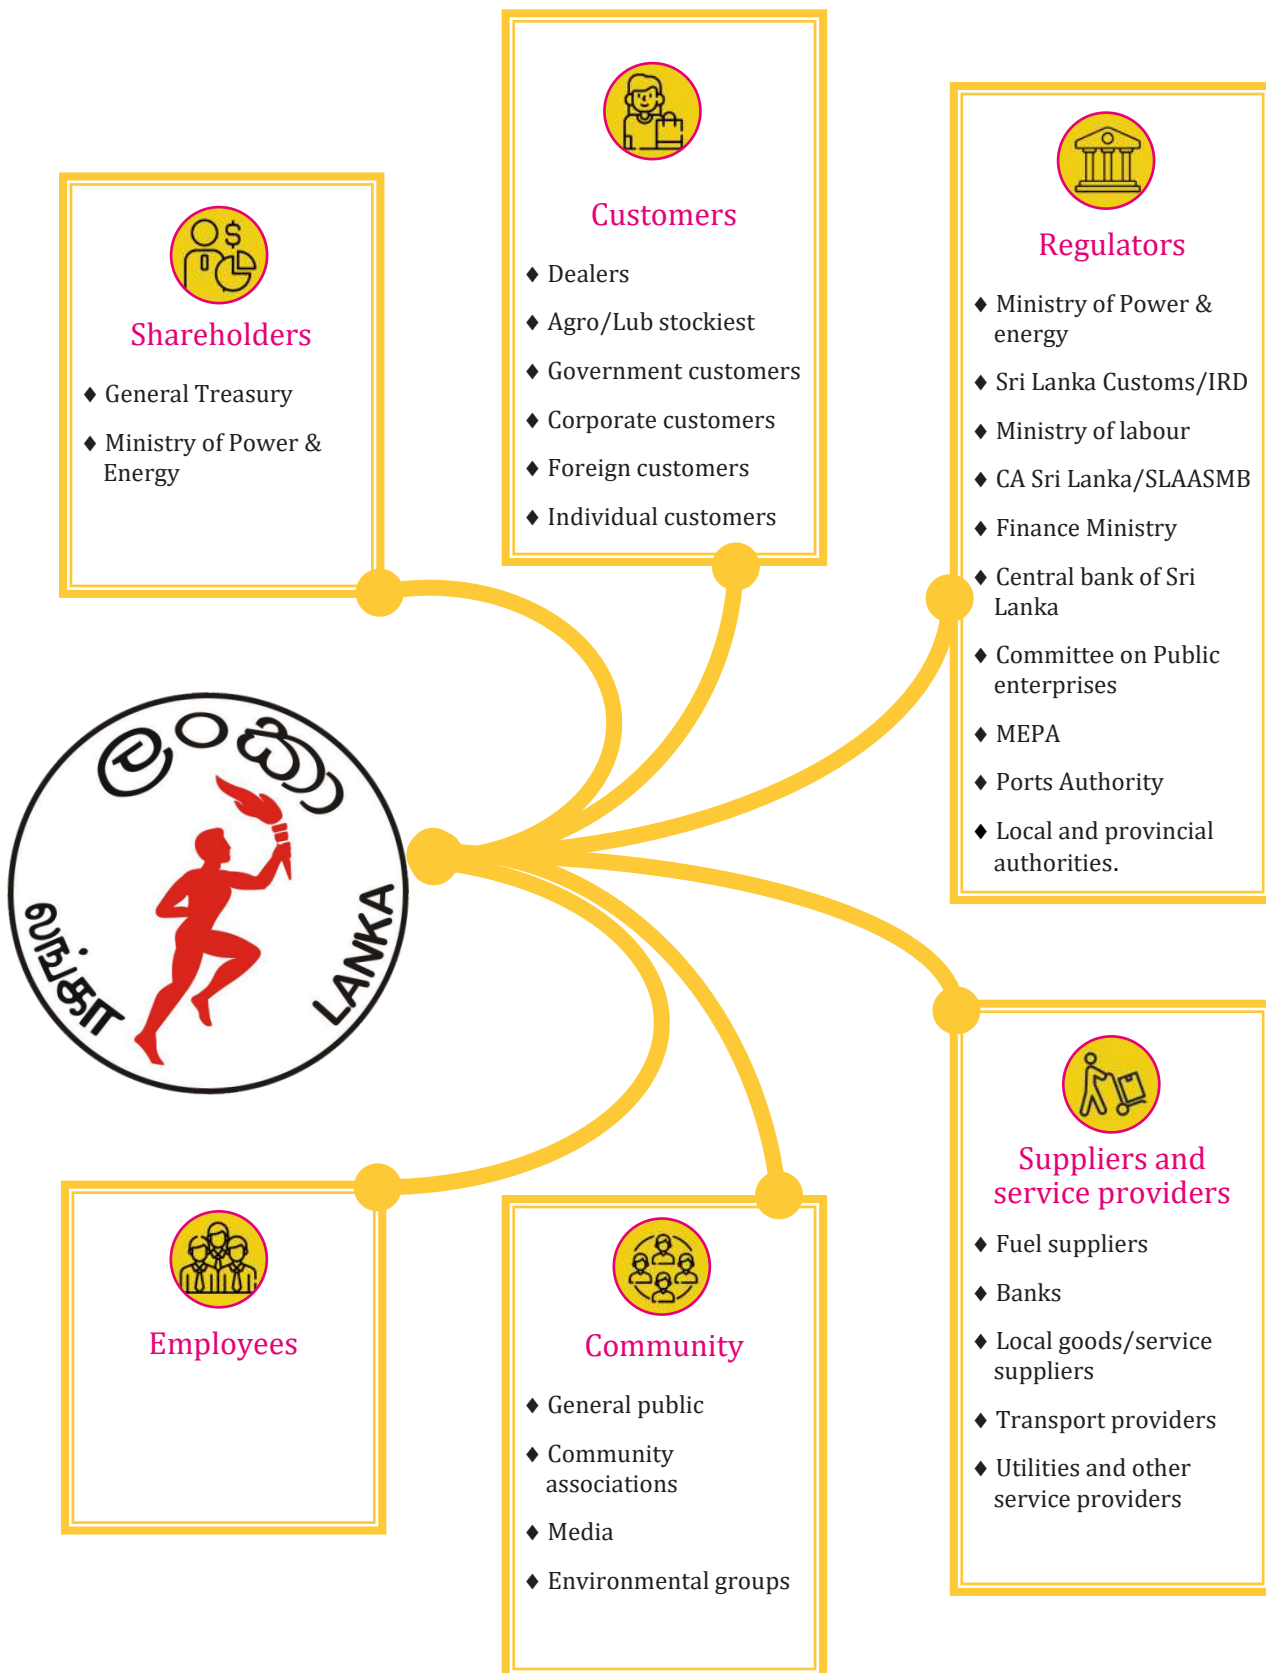 Customers
♦ Dealers
♦ Agro/Lub stockiest
♦ Government customers
♦ Corporate customers
♦ Foreign customers
♦ Individual customers
Regulators
♦ Ministry of Power &
energy
♦ Sri Lanka Customs/IRD
♦ Ministry of labour
♦ CA Sri Lanka/SLAASMB
♦ Finance Ministry
♦ Central bank of Sri
Lanka
♦ Committee on Public
enterprises
♦ MEPA
♦ Ports Authority
♦ Local and provincial
authorities.
Shareholders
♦ General Treasury
♦ Ministry of Power &
Energy
ලංකා
லங்கா
LANKA
Suppliers and
service providers
♦ Fuel suppliers
♦ Banks
♦ Local goods/service
suppliers
♦ Transport providers
♦ Utilities and other
service providers
Employees
Community
♦ General public
♦ Community
associations
♦ Media
♦ Environmental groups